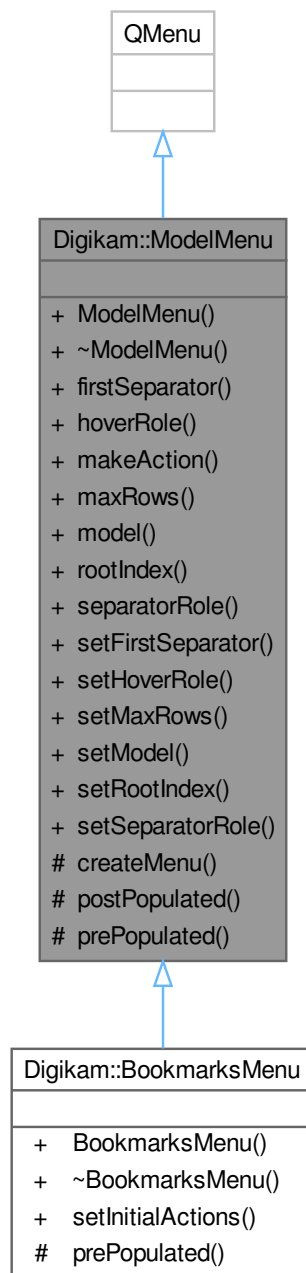 QMenu
Digikam::ModelMenu
+ ModelMenu()
+ ~ModelMenu()
+ firstSeparator()
+ hoverRole()
+ makeAction()
+ maxRows()
+ model()
+ rootIndex()
+ separatorRole()
+ setFirstSeparator()
+ setHoverRole()
+ setMaxRows()
+ setModel()
+ setRootIndex()
+ setSeparatorRole()
# createMenu()
# postPopulated()
# prePopulated()
Digikam::BookmarksMenu
+ BookmarksMenu()
+ ~BookmarksMenu()
+ setInitialActions()
# prePopulated()